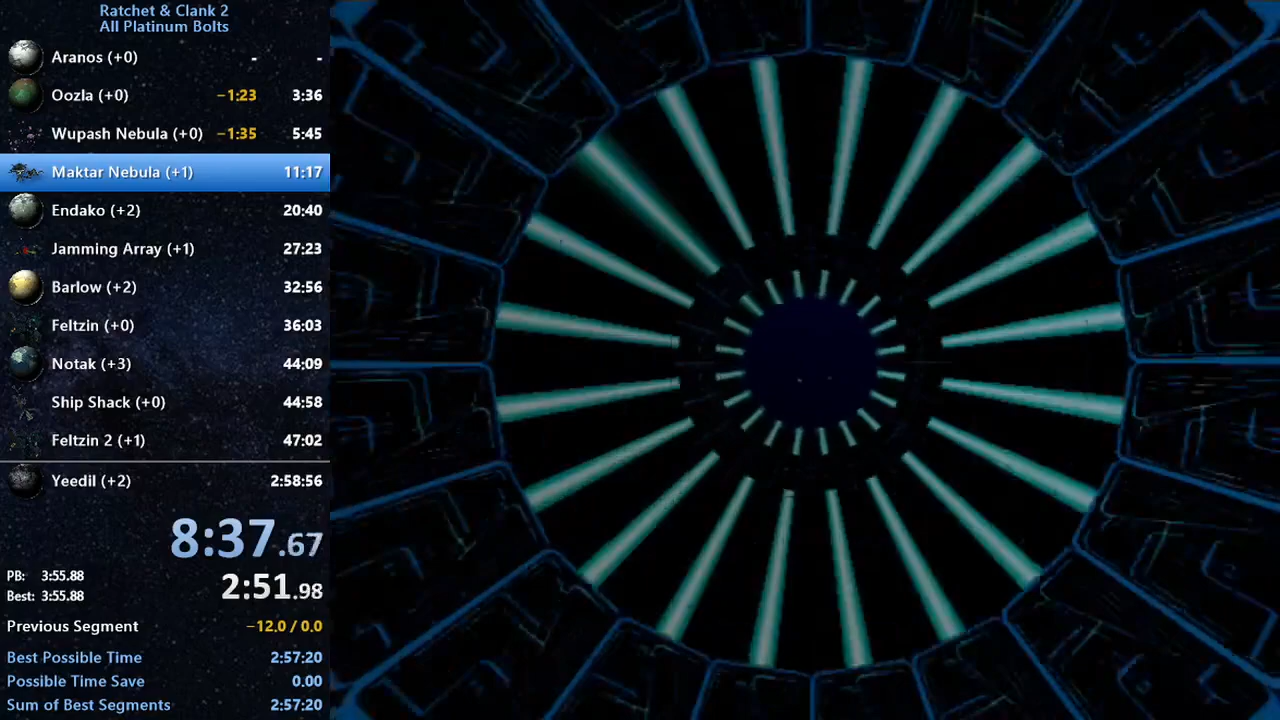 Ratchet & Clank 2
All Platinum Bolts
Aranos (+0) - -
Oozla (+0) −1:23 3:36
Wupash Nebula (+0) −1:35 5:45
Maktar Nebula (+1) 11:17
Endako (+2) 20:40
Jamming Array (+1) 27:23
Barlow (+2) 32:56
Feltzin (+0) 36:03
Notak (+3) 44:09
Ship Shack (+0) 44:58
Feltzin 2 (+1) 47:02
Yeedil (+2) 2:58:56
8:37.67
PB: 3:55.88
Best: 3:55.88
2:51.98
Previous Segment −12.0 / 0.0
Best Possible Time 2:57:20
Possible Time Save 0.00
Sum of Best Segments 2:57:20